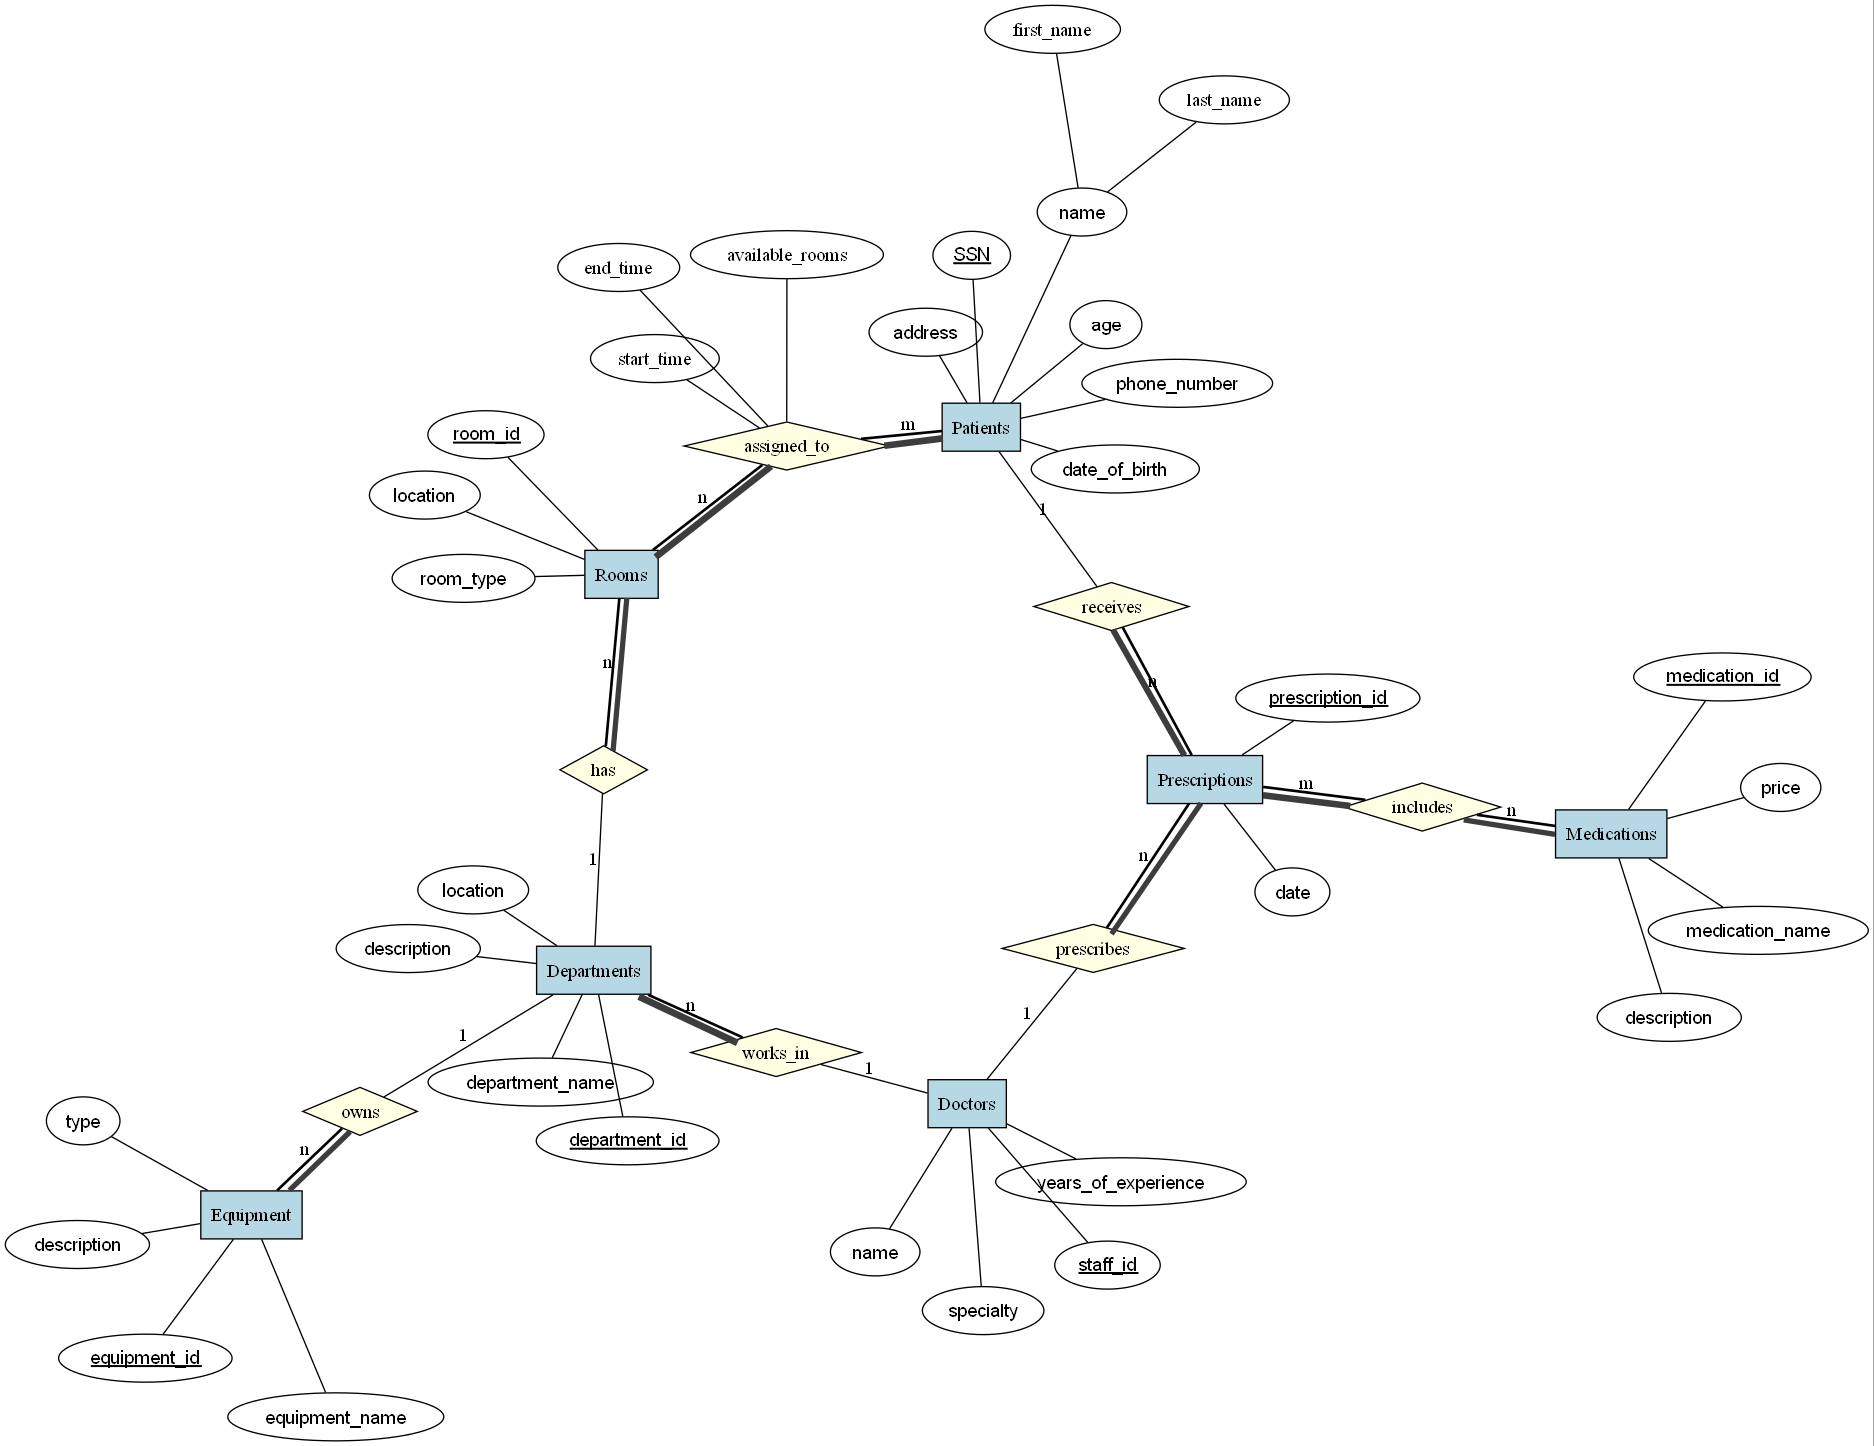 first_name
last_name
name
SSN
available_rooms
end_time
age
address
start_time
phone_number
m
Patients
room_id
assigned_to
date_of_birth
location
n
1
Rooms
room_type
receives
n
medication_id
n
prescription_id
has
Prescriptions
m
price
includes
n
Medications
1
n
location
date
medication_name
description
prescribes
Departments
n
1
description
1
works_in
1
department_name
Doctors
owns
type
n
department_id
years_of_experience
Equipment
description
name
staff_id
specialty
equipment_id
equipment_name